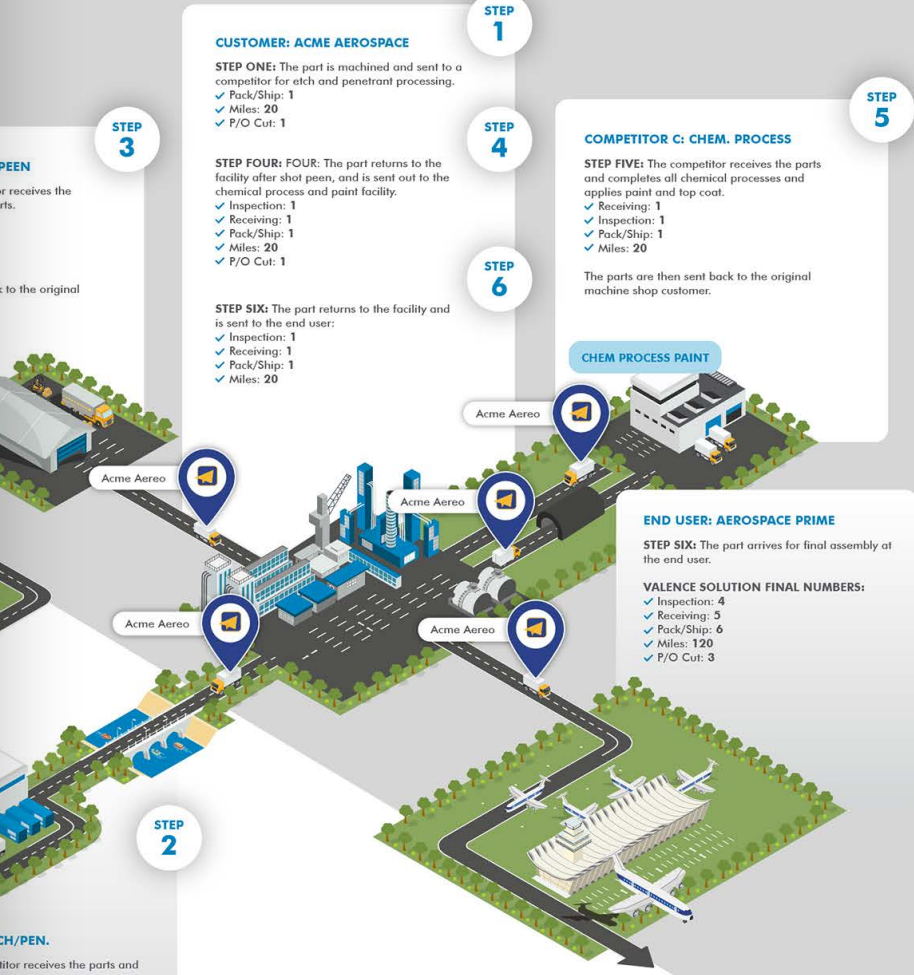 STEP
1
CUSTOMER: ACME AEROSPACE
STEP ONE: The part is machined and sent to a
competitor for etch and penetrant processing.
✓ Pack/Ship: 1
✓ Miles: 20
✓ P/O Cut: 1
STEP
4
STEP FOUR: FOUR: The part returns to the
facility after shot peen, and is sent out to the
chemical process and paint facility.
✓ Inspection: 1
✓ Receiving: 1
✓ Pack/Ship: 1
✓ Miles: 20
✓ P/O Cut: 1
STEP
6
STEP SIX: The part returns to the facility and
is sent to the end user:
✓ Inspection: 1
✓ Receiving: 1
✓ Pack/Ship: 1
✓ Miles: 20
STEP
3
PEEN
receives the
to the original
STEP
5
COMPETITOR C: CHEM. PROCESS
STEP FIVE: The competitor receives the parts
and completes all chemical processes and
applies paint and top coat.
✓ Receiving: 1
✓ Inspection: 1
✓ Pack/Ship: 1
✓ Miles: 20
The parts are then sent back to the original
machine shop customer.
CHEM PROCESS PAINT
Acme Aereo
Acme Aereo
Acme Aereo
Acme Aereo
Acme Aereo
END USER: AEROSPACE PRIME
STEP SIX: The part arrives for final assembly at
the end user.
VALENCE SOLUTION FINAL NUMBERS:
✓ Inspection: 4
✓ Receiving: 5
✓ Pack/Ship: 6
✓ Miles: 120
✓ P/O Cut: 3
STEP
2
CH/PEN.
titor receives the parts and